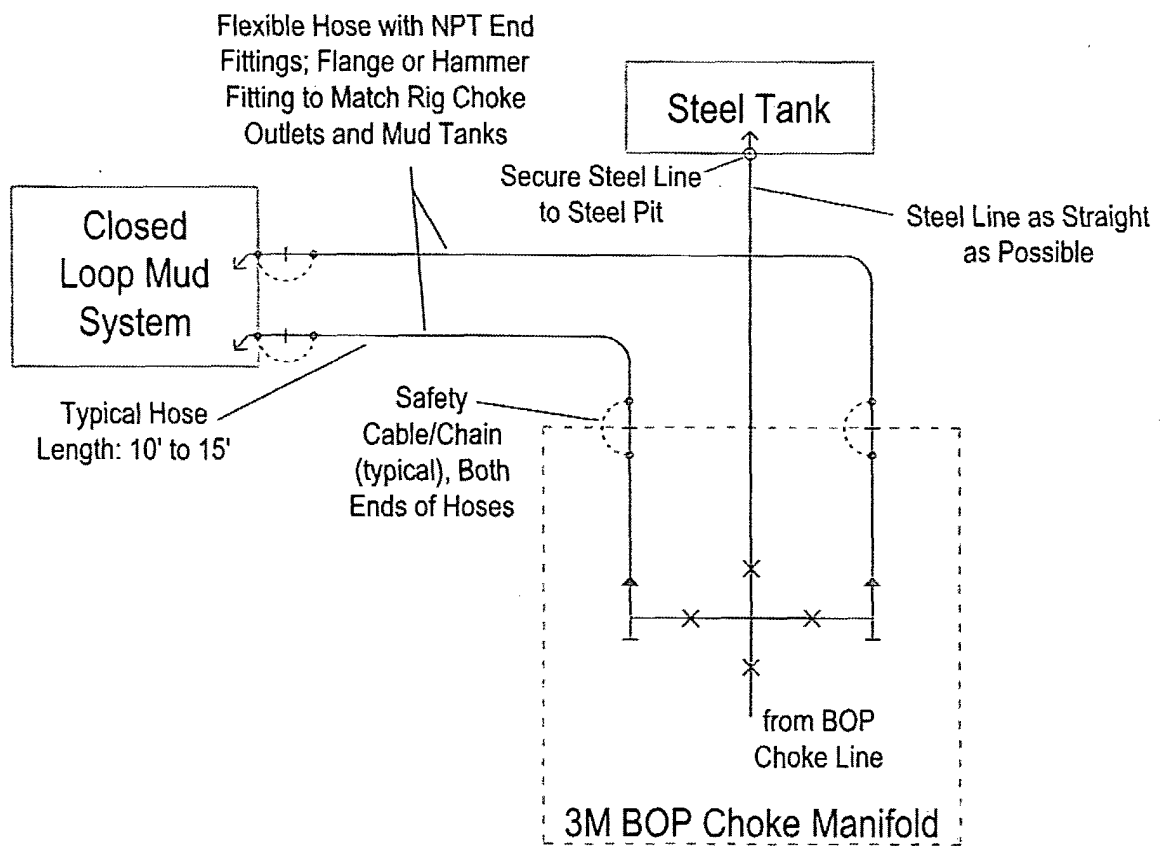 Flexible Hose with NPT End
Fittings; Flange or Hammer
Fitting to Match Rig Choke
Outlets and Mud Tanks
Steel Tank
Secure Steel Line
to Steel Pit
Steel Line as Straight
as Possible
Closed
Loop Mud
System
Typical Hose
Length: 10' to 15'
Safety
Cable/Chain
(typical), Both
Ends of Hoses
from BOP
Choke Line
3M BOP Choke Manifold